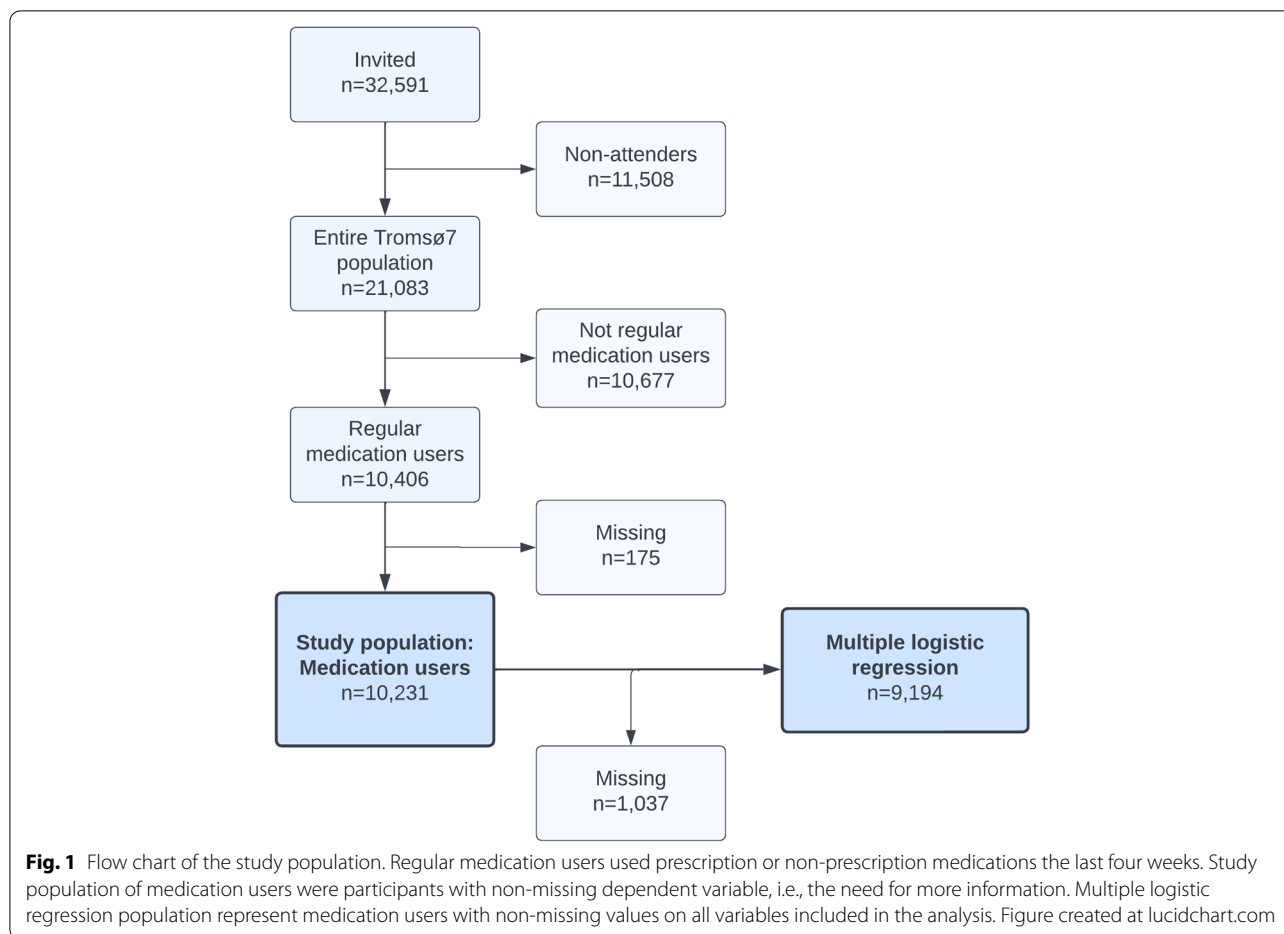 Invited
n=32,591
Non-attenders
n=11,508
Entire Tromsø7
population
n=21,083
Not regular
medication users
n=10,677
Regular
medication users
n=10,406
Missing
n=175
Study population:
Medication users
n=10,231
Multiple logistic
regression
n=9,194
Missing
n=1,037
Fig. 1 Flow chart of the study population. Regular medication users used prescription or non-prescription medications the last four weeks. Study
population of medication users were participants with non-missing dependent variable, i.e., the need for more information. Multiple logistic
regression population represent medication users with non-missing values on all variables included in the analysis. Figure created at lucidchart.com